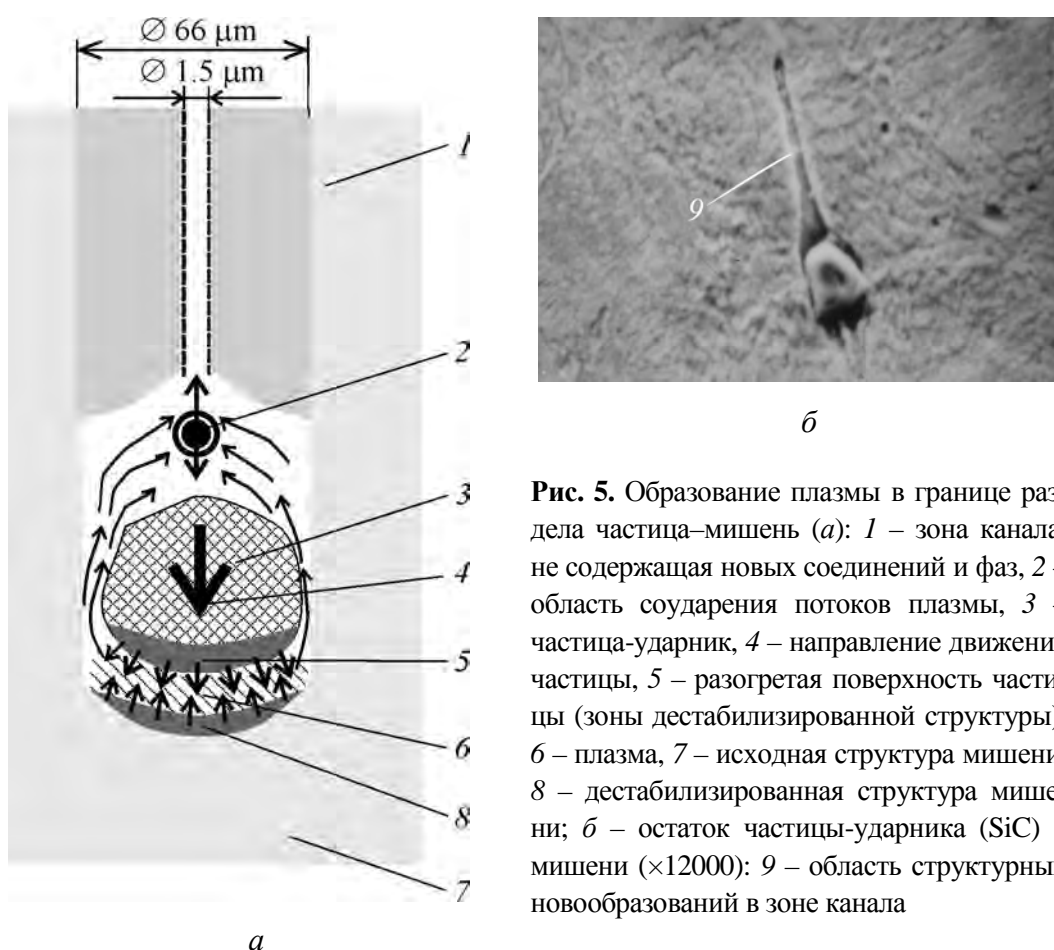 ∅ 66 μm
∅ 1.5 μm
1
2
3
4
5
6
8
7
а
9
б
Рис. 5. Образование плазмы в границе раз
дела частица–мишень (а): 1 – зона канала
не содержащая новых соединений и фаз, 2 –
область соударения потоков плазмы, 3 –
частица-ударник, 4 – направление движени
частицы, 5 – разогретая поверхность части
цы (зоны дестабилизированной структуры)
6 – плазма, 7 – исходная структура мишени
8 – дестабилизированная структура мише
ни; б – остаток частицы-ударника (SiC)
мишени (×12000): 9 – область структурны
новообразований в зоне канала